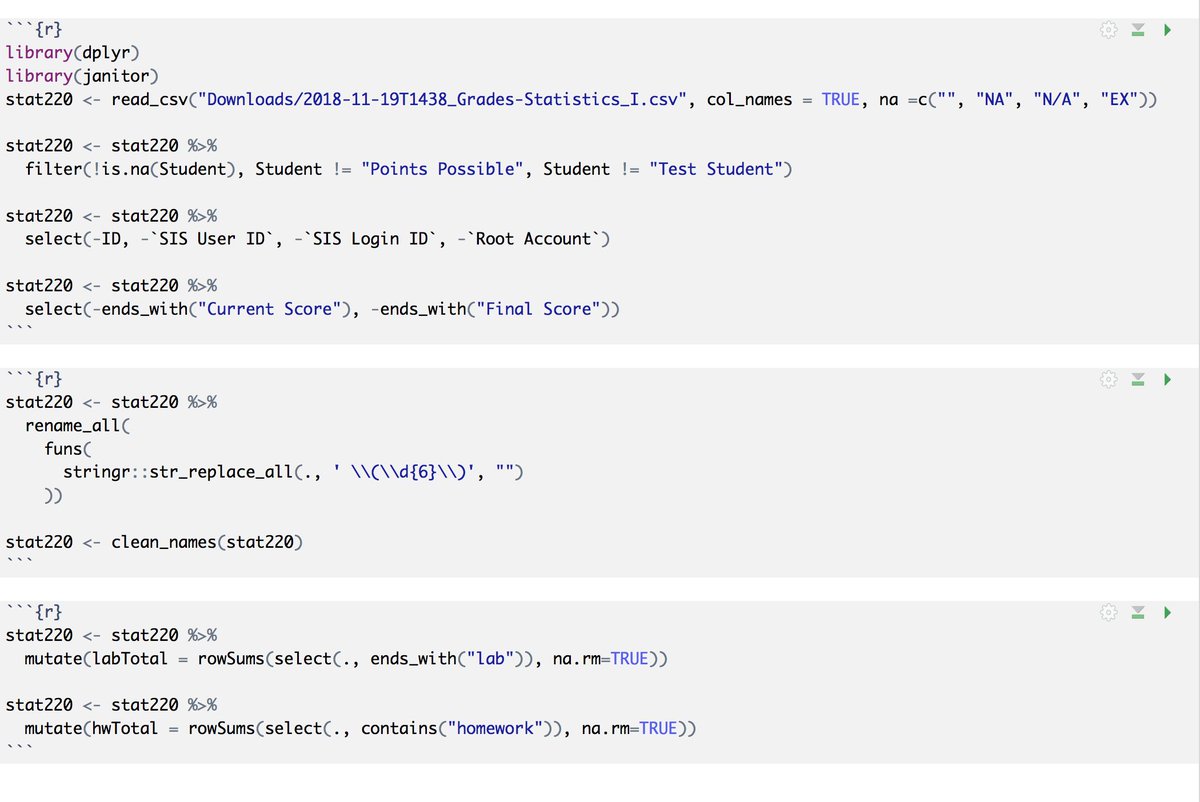 ```{r}
library(dplyr)
library(janitor)
stat220 <- read_csv("Downloads/2018-11-19T1438_Grades-Statistics_I.csv", col_names = TRUE, na =c("", "NA", "N/A", "EX"))
stat220 <- stat220 %>%
  filter(!is.na(Student), Student != "Points Possible", Student != "Test Student")
stat220 <- stat220 %>%
  select(-ID, -`SIS User ID`, -`SIS Login ID`, -`Root Account`)
stat220 <- stat220 %>%
  select(-ends_with("Current Score"), -ends_with("Final Score"))
```
```{r}
stat220 <- stat220 %>%
  rename_all(
    funs(
      stringr::str_replace_all(., ' \\(\\d{6}\\)', "")
    ))
stat220 <- clean_names(stat220)
```
```{r}
stat220 <- stat220 %>%
  mutate(labTotal = rowSums(select(., ends_with("lab")), na.rm=TRUE))
stat220 <- stat220 %>%
  mutate(hwTotal = rowSums(select(., contains("homework")), na.rm=TRUE))
```